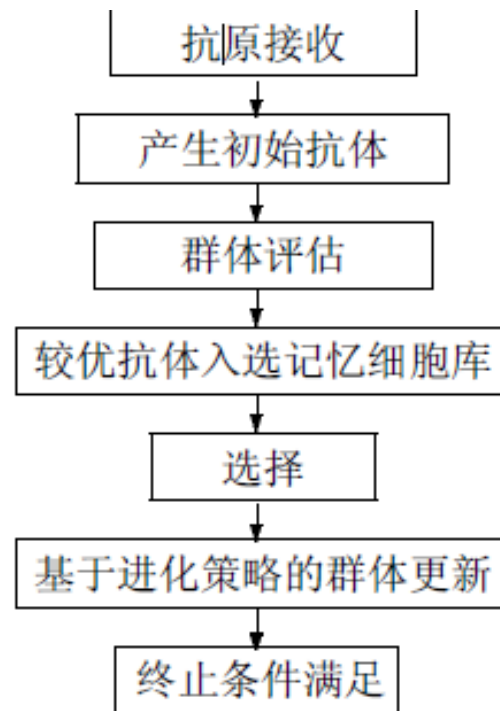 抗原接收
产生初始抗体
群体评估
较优抗体入选记忆细胞库
选择
基于进化策略的群体更新
终止条件满足